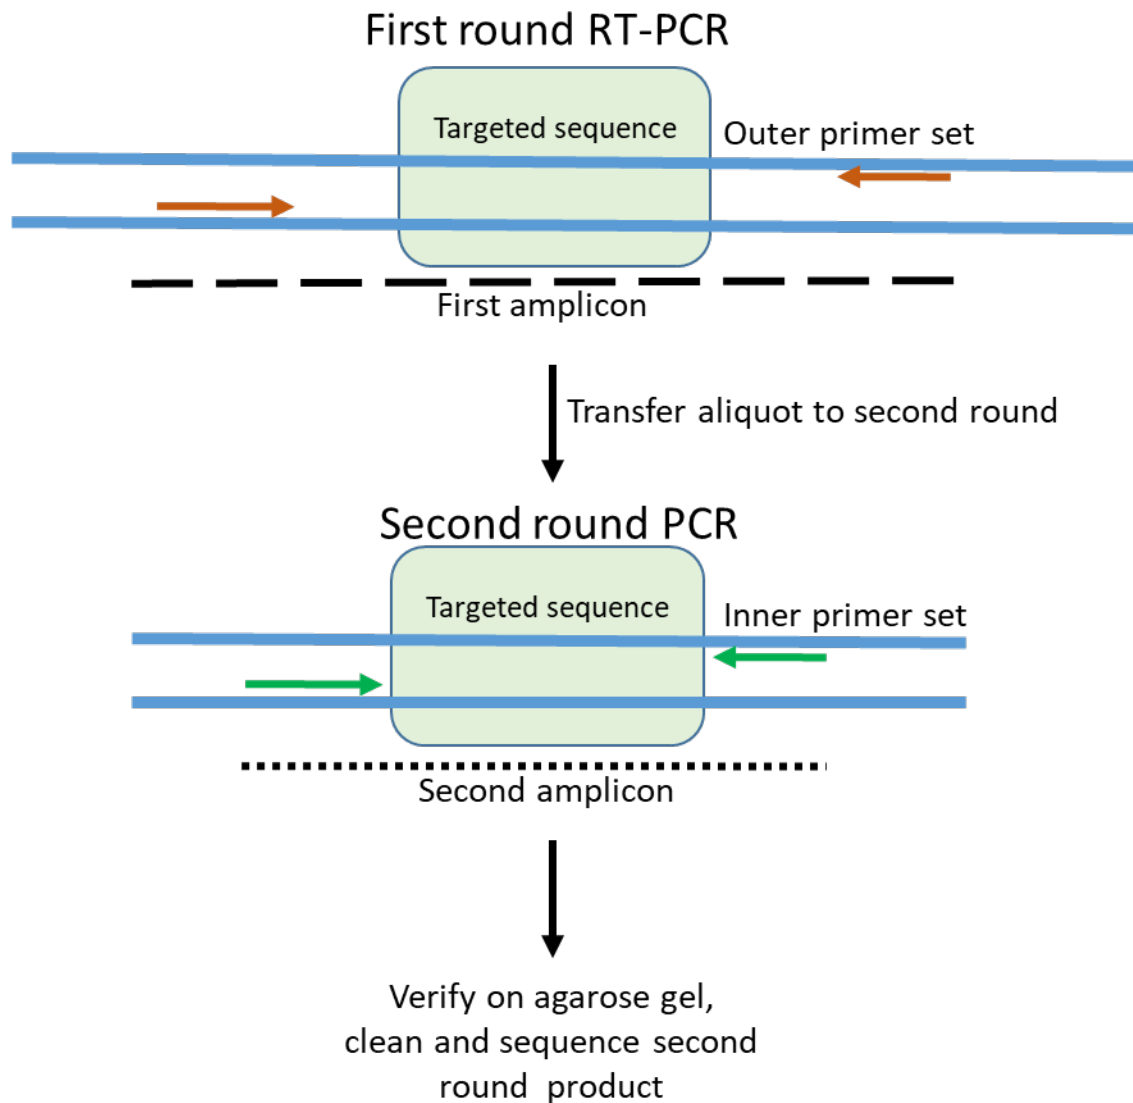 First round RT-PCR
Targeted sequence
Outer primer set
First amplicon
Transfer aliquot to second round
Second round PCR
Targeted sequence
Inner primer set
Second amplicon
Verify on agarose gel,
clean and sequence second
round product